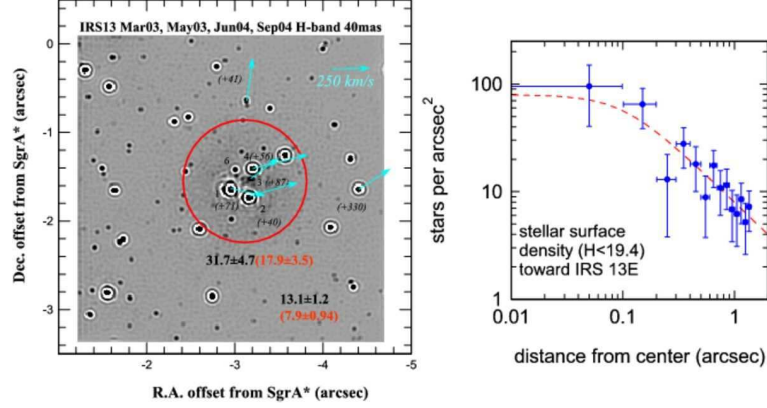 IRS13 Mar03, May03, Jun04, Sep04 H-band 40mas
0
-1
-2
-3
Dec. offset from SgrA* (arcsec)
(+41)
250 km/s
6
4(+56)
3 (+87)
(+71)
2
(+40)
(+330)
31.7±4.7(17.9±3.5)
13.1±1.2
(7.9±0.94)
-2
-3
-4
-5
R.A. offset from SgrA* (arcsec)
stars per arcsec2
100
10
1
stellar surface
density (H<19.4)
toward IRS 13E
0.01
0.1
1
distance from center (arcsec)